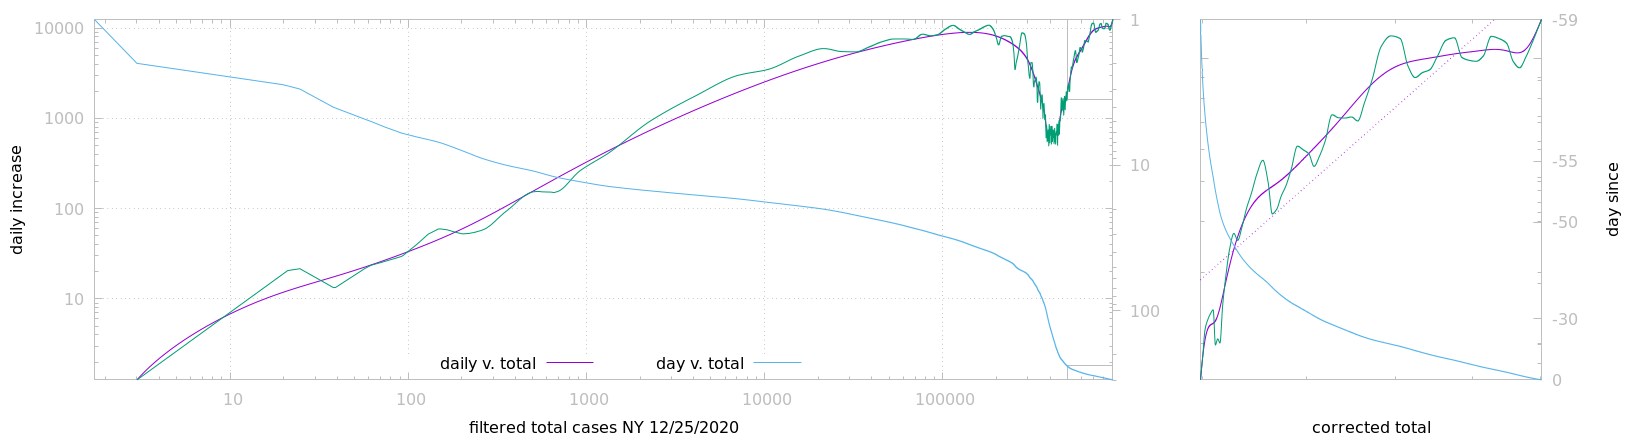 10000
1000
100
10
daily increase
10
100
1000
10000
100000
filtered total cases NY 12/25/2020
daily v. total
day v. total
1
10
100
-59
-55
-50
-30
0
day since
corrected total